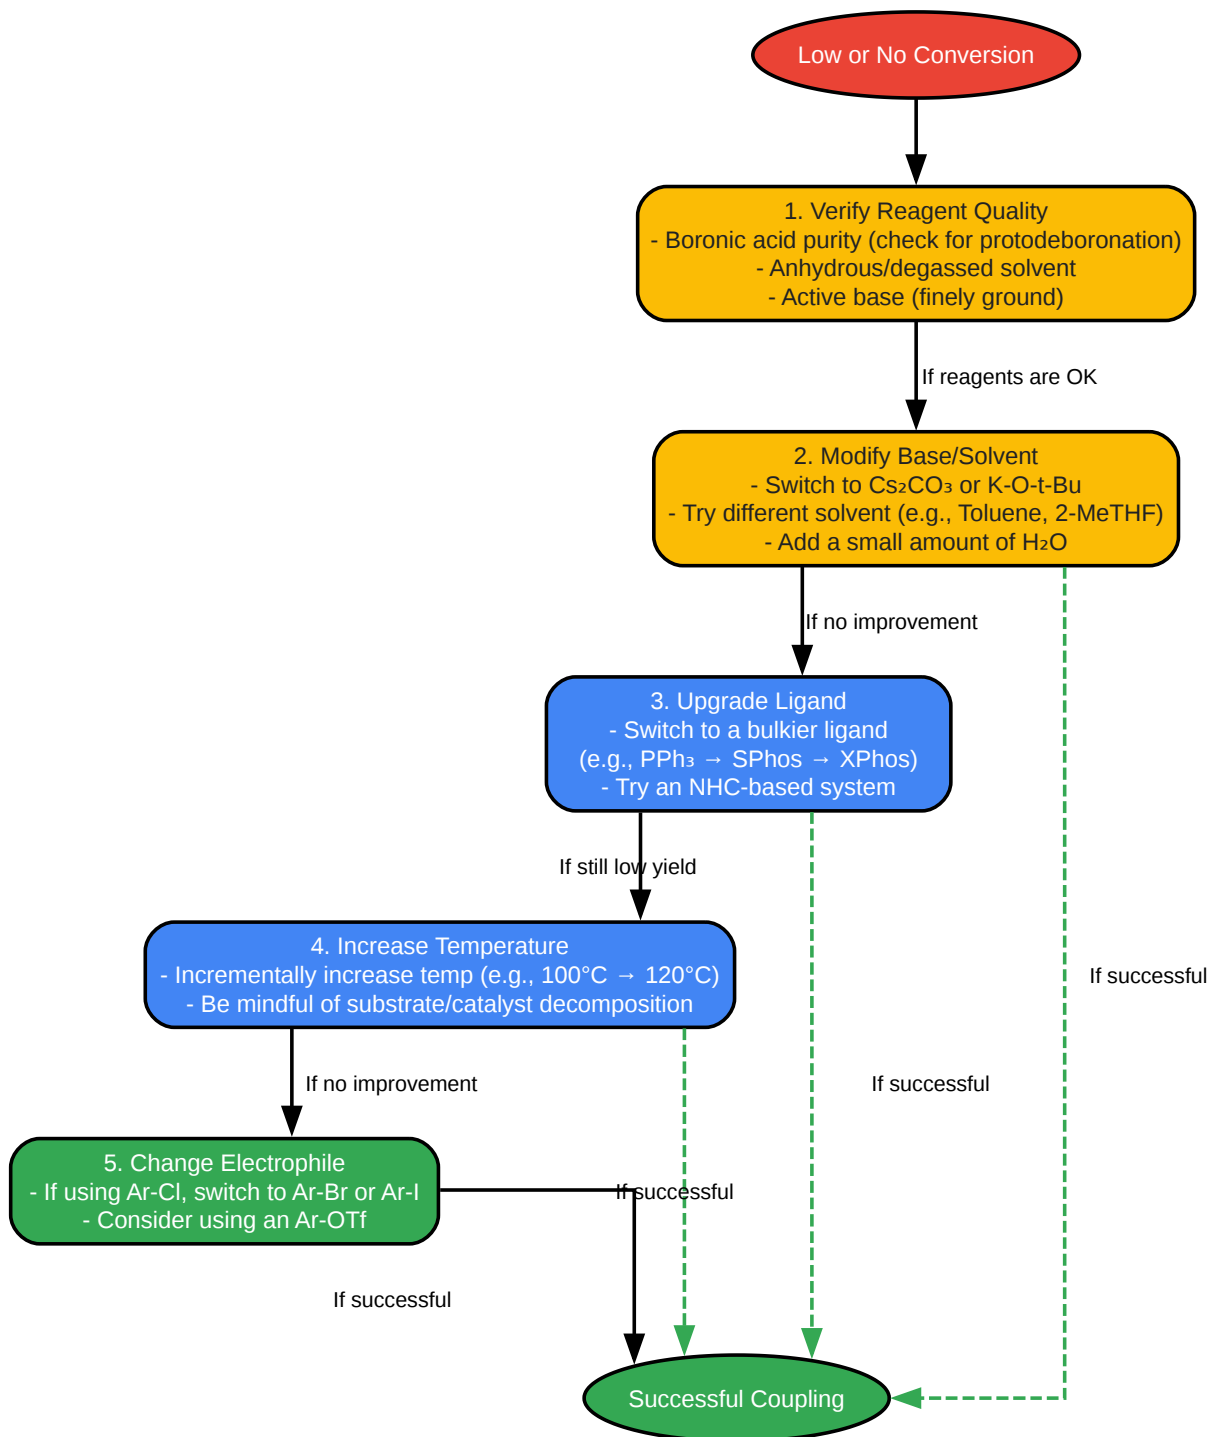 Low or No Conversion
1. Verify Reagent Quality
- Boronic acid purity (check for protodeboronation)
- Anhydrous/degassed solvent
- Active base (finely ground)
If reagents are OK
2. Modify Base/Solvent
- Switch to Cs₂CO₃ or K-O-t-Bu
- Try different solvent (e.g., Toluene, 2-MeTHF)
- Add a small amount of H₂O
If no improvement
3. Upgrade Ligand
- Switch to a bulkier ligand
(e.g., PPh₃ → SPhos → XPhos)
- Try an NHC-based system
If still low yield
4. Increase Temperature
- Incrementally increase temp (e.g., 100°C → 120°C)
- Be mindful of substrate/catalyst decomposition
If successful
If no improvement
If successful
5. Change Electrophile
- If using Ar-Cl, switch to Ar-Br or Ar-I
- Consider using an Ar-OTf
If successful
If successful
Successful Coupling